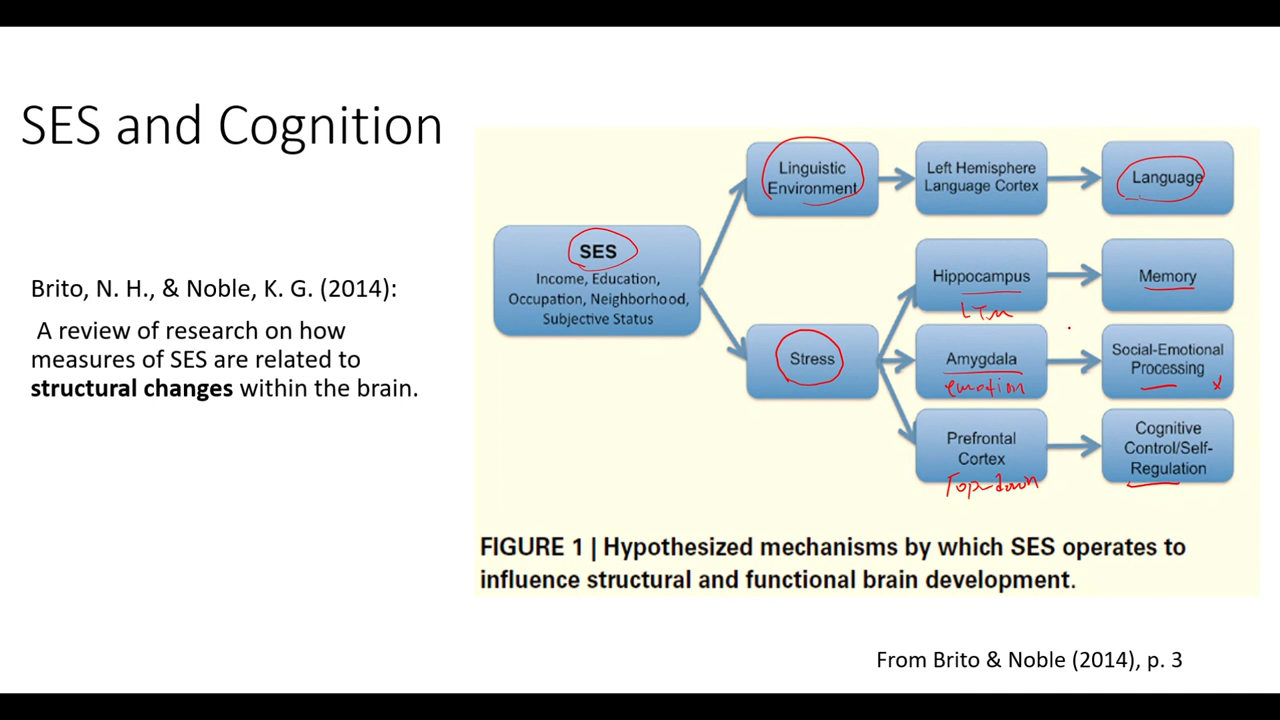 SES and Cognition
Brito, N. H., & Noble, K. G. (2014):
A review of research on how
measures of SES are related to
structural changes within the brain.
SES
Income, Education,
Occupation, Neighborhood,
Subjective Status
Linguistic
Environment
Left Hemisphere
Language Cortex
Language
Stress
Hippocampus
LTM
Memory
Amygdala
emotion
Social-Emotional
Processing
x
Prefrontal
Cortex
Top-down
Cognitive
Control/Self-
Regulation
FIGURE 1 | Hypothesized mechanisms by which SES operates to
influence structural and functional brain development.
From Brito & Noble (2014), p. 3